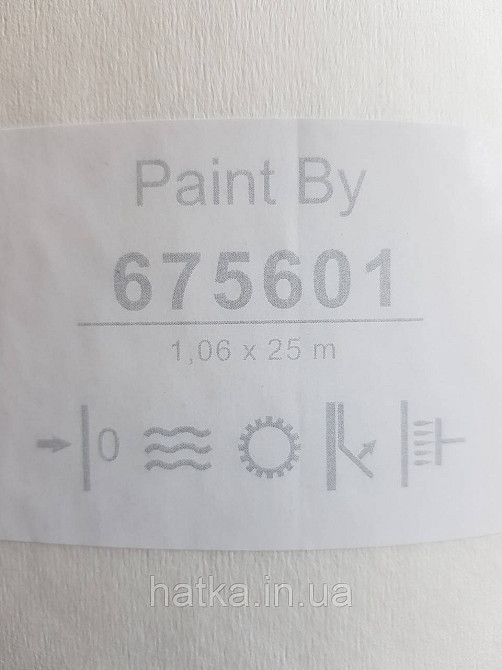 Paint By
675601
1,06 x 25 m
0
hatka.in.ua